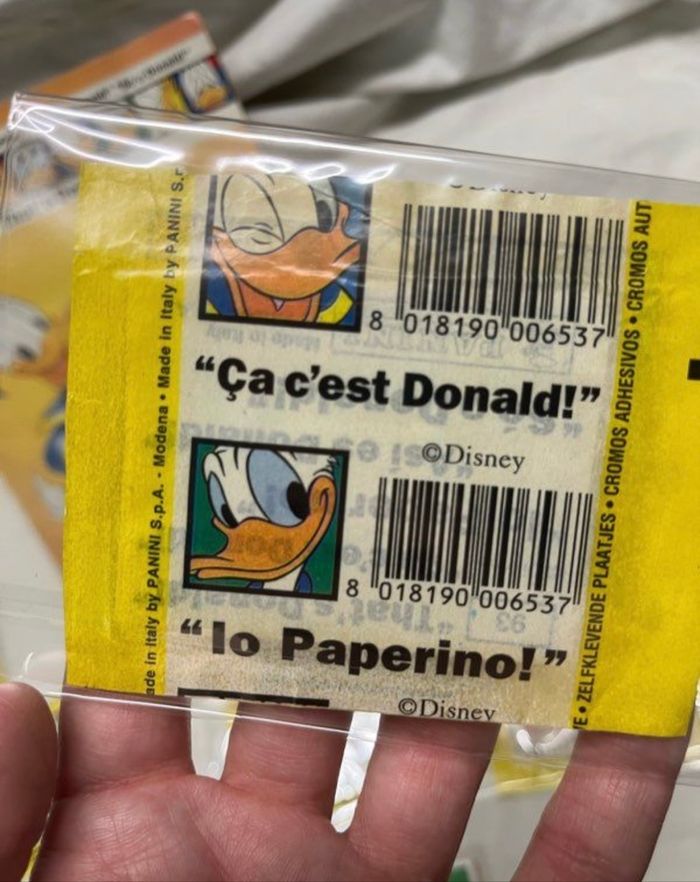 ade in Italy by PANINI S.p.A. - Modena • Made in Italy by PANINI S.p
8 018190 006537
“Ça c’est Donald!”
©Disney
8 018190 006537
“Io Paperino!”
©Disney
E • ZELFKLEVENDE PLAATJES • CROMOS ADHESIVOS • CROMOS AUT